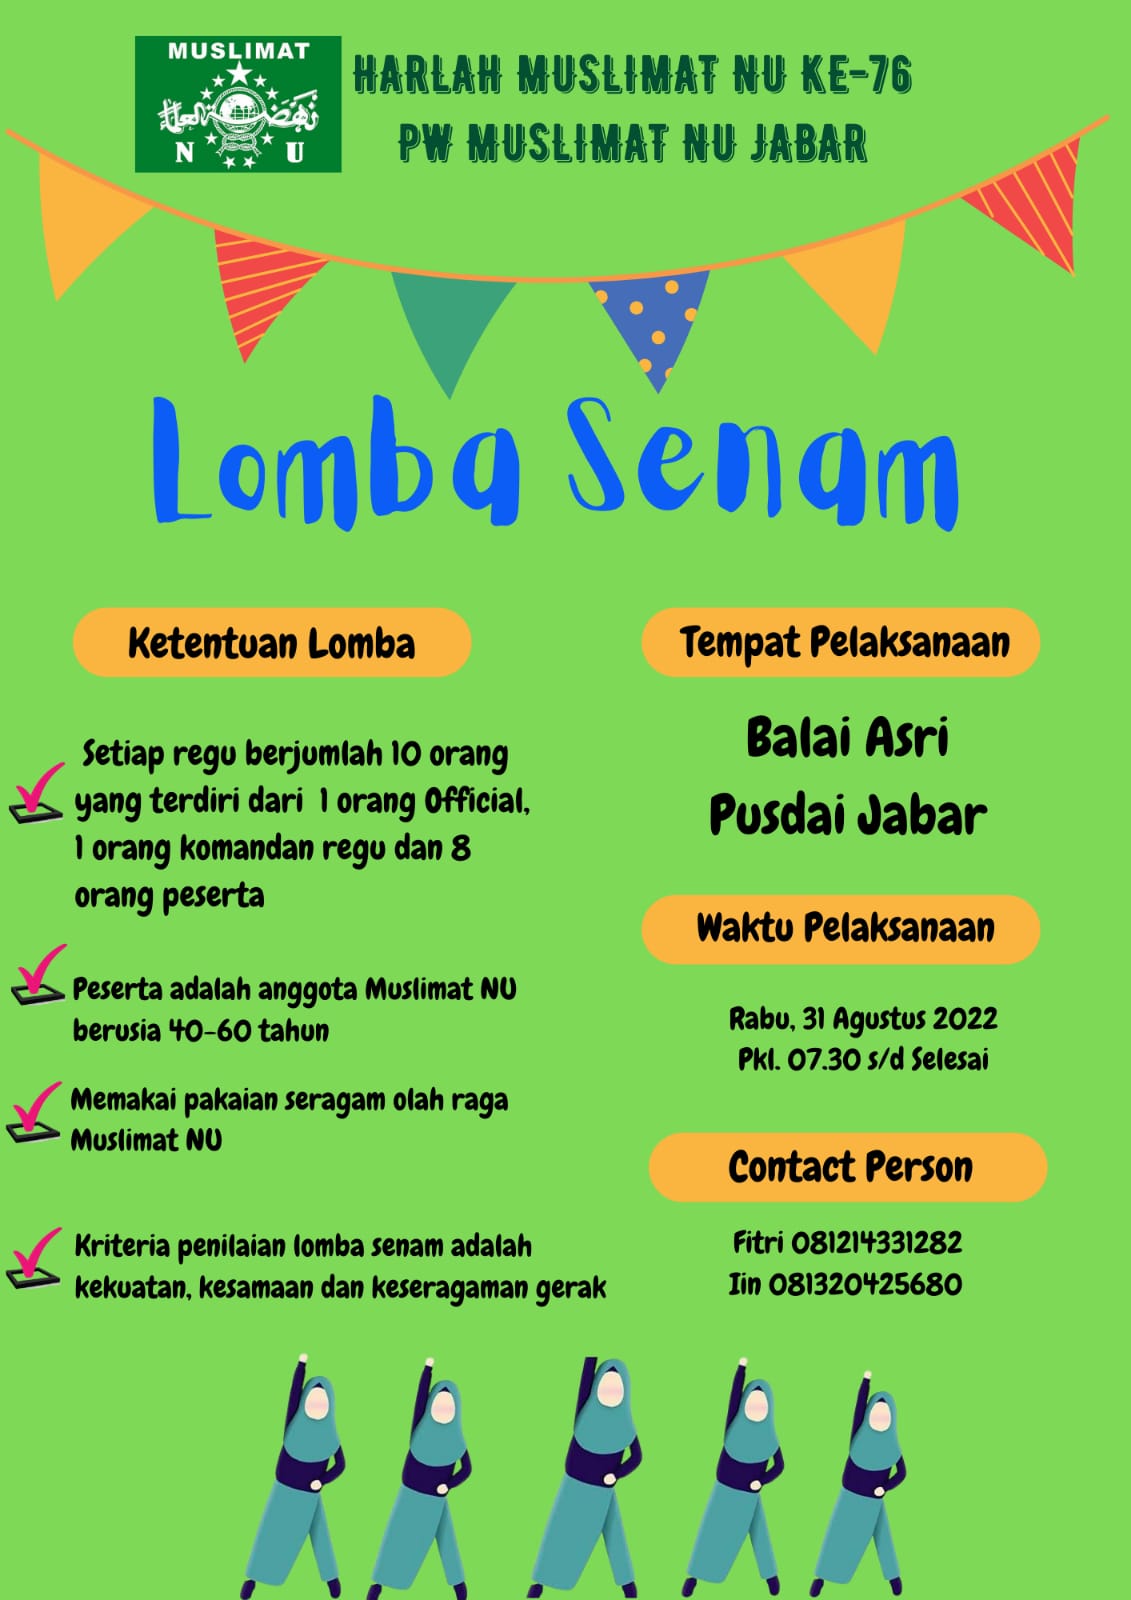 MUSLIMAT
نهضة العلماء
N U
HARLAH MUSLIMAT NU KE-76
PW MUSLIMAT NU JABAR
Lomba Senam
Ketentuan Lomba
Setiap regu berjumlah 10 orang
yang terdiri dari 1 orang Official,
1 orang komandan regu dan 8
orang peserta
Peserta adalah anggota Muslimat NU
berusia 40-60 tahun
Memakai pakaian seragam olah raga
Muslimat NU
Kriteria penilaian lomba senam adalah
kekuatan, kesamaan dan keseragaman gerak
Tempat Pelaksanaan
Balai Asri
Pusdai Jabar
Waktu Pelaksanaan
Rabu, 31 Agustus 2022
Pkl. 07.30 s/d Selesai
Contact Person
Fitri 081214331282
Iin 081320425680